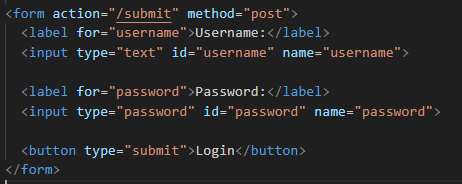 <form action="/submit" method="post">
<label for="username">Username:</label>
<input type="text" id="username" name="username">
<label for="password">Password:</label>
<input type="password" id="password" name="password">
<button type="submit">Login</button>
</form>